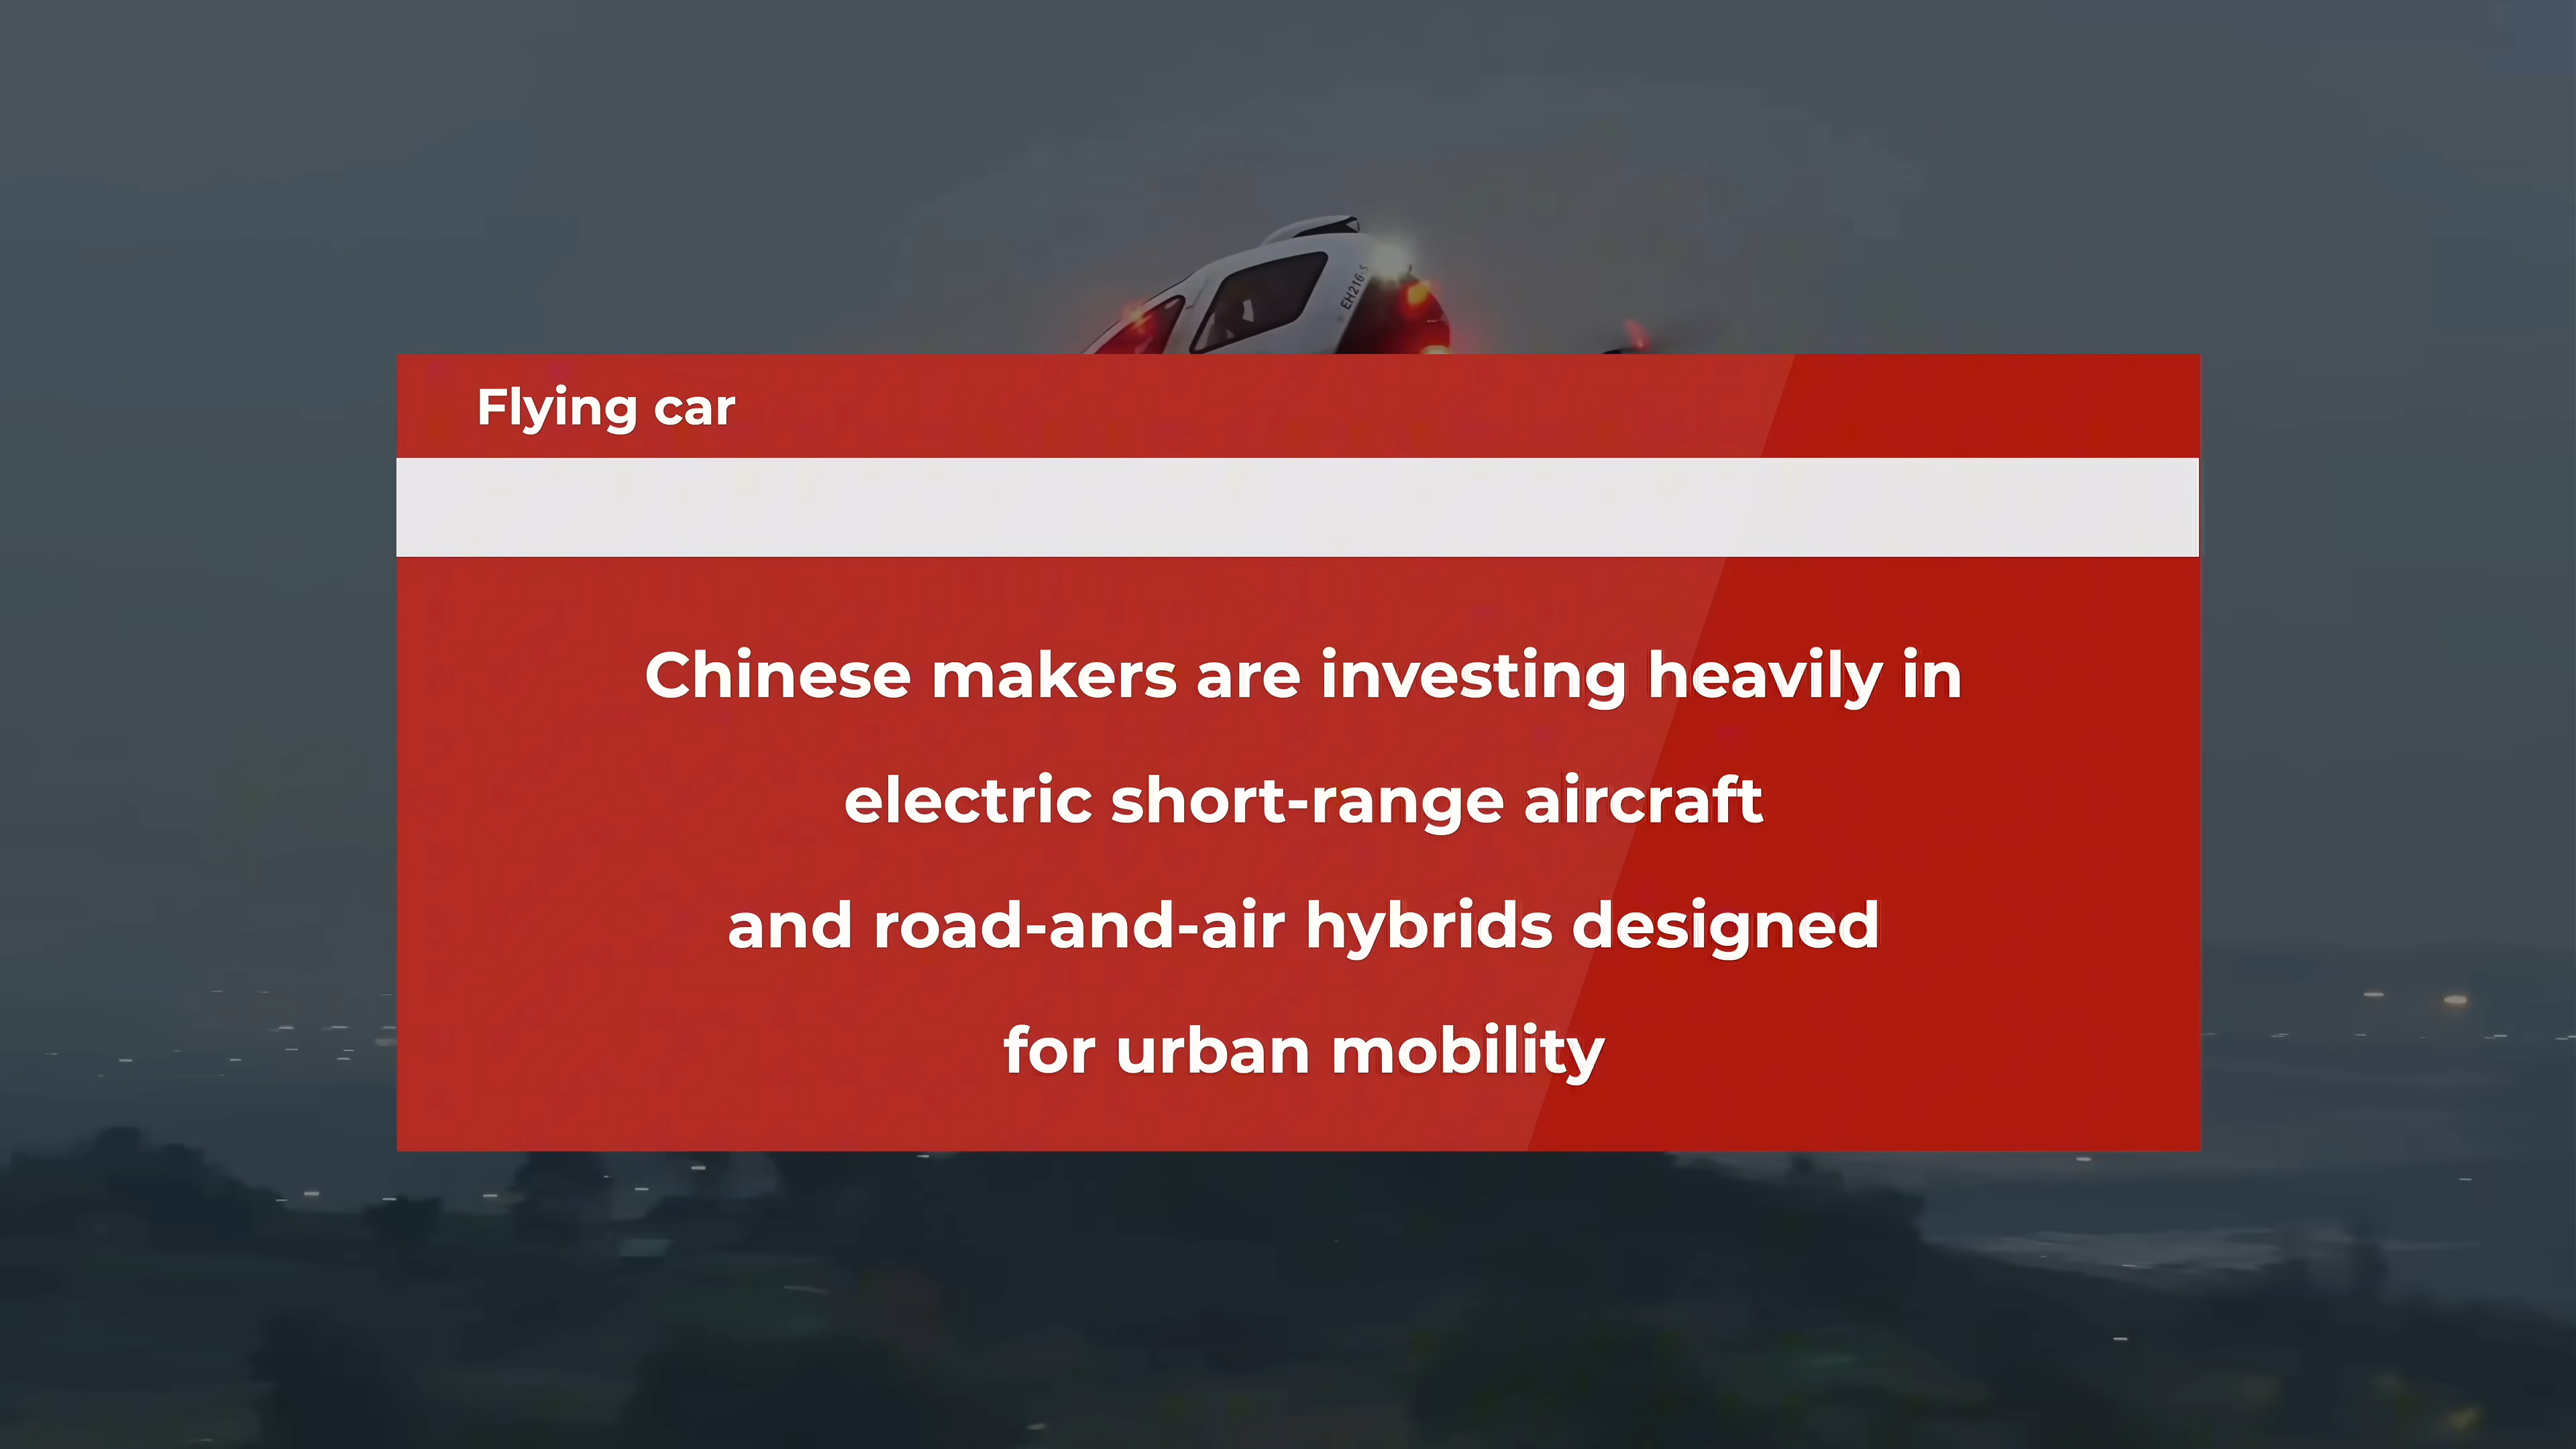 EH216-S
Flying car
Chinese makers are investing heavily in
electric short-range aircraft
and road-and-air hybrids designed
for urban mobility